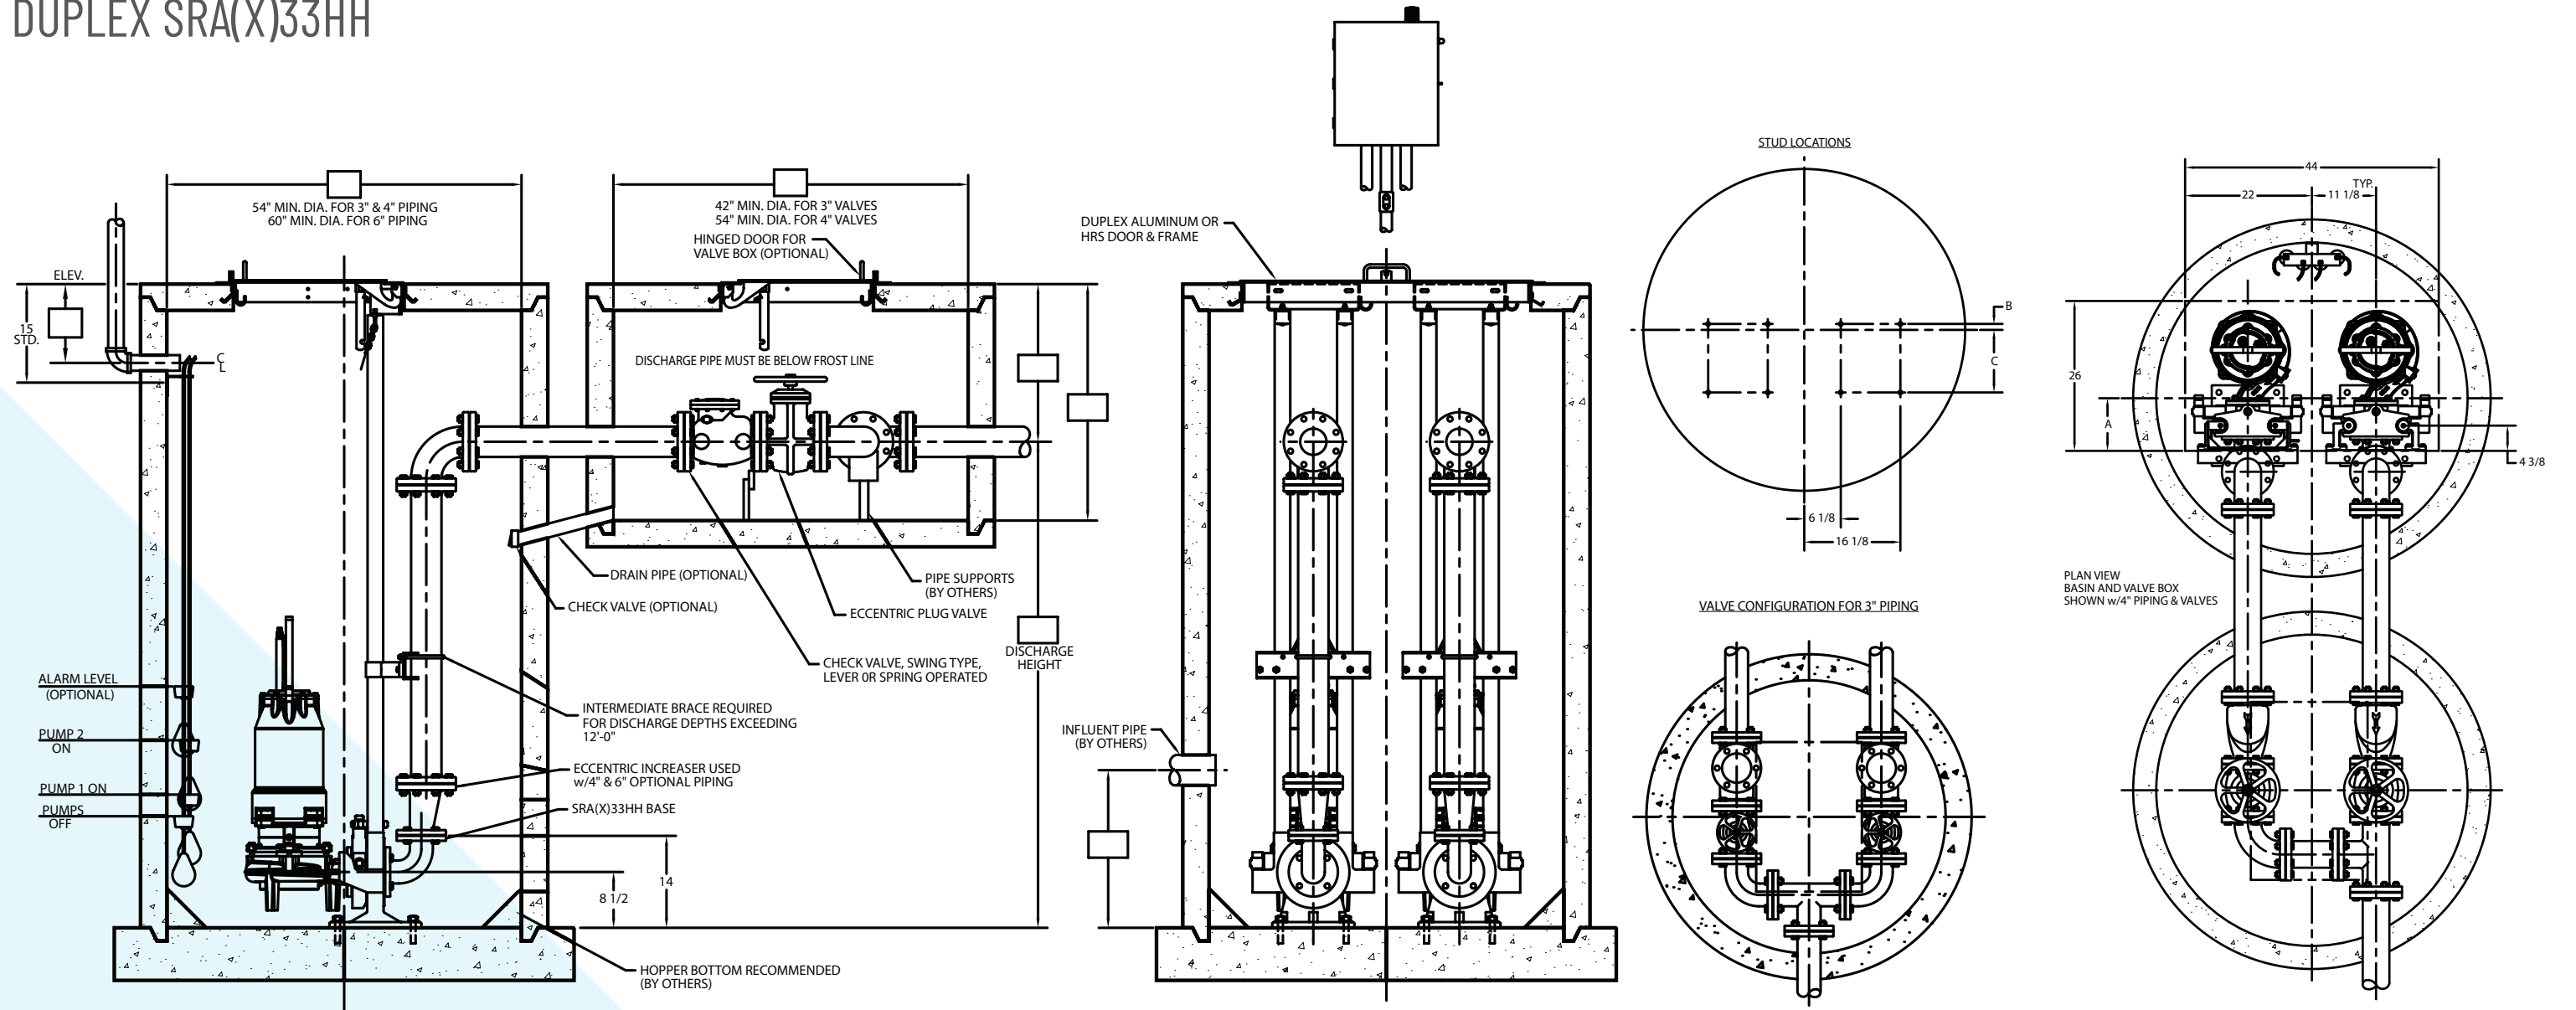 DUPLEX SRA(X)33HH
54" MIN. DIA. FOR 3" & 4" PIPING
60" MIN. DIA. FOR 6" PIPING
ELEV.
15
STD.
C
L
ALARM LEVEL
(OPTIONAL)
PUMP 2
ON
PUMP 1 ON
PUMPS
OFF
42" MIN. DIA. FOR 3" VALVES
54" MIN. DIA. FOR 4" VALVES
HINGED DOOR FOR
VALVE BOX (OPTIONAL)
DISCHARGE PIPE MUST BE BELOW FROST LINE
DRAIN PIPE (OPTIONAL)
CHECK VALVE (OPTIONAL)
PIPE SUPPORTS
(BY OTHERS)
ECCENTRIC PLUG VALVE
CHECK VALVE, SWING TYPE,
LEVER 0R SPRING OPERATED
DISCHARGE
HEIGHT
INTERMEDIATE BRACE REQUIRED
FOR DISCHARGE DEPTHS EXCEEDING
12'-0"
ECCENTRIC INCREASER USED
w/4" & 6" OPTIONAL PIPING
SRA(X)33HH BASE
14
8 1/2
HOPPER BOTTOM RECOMMENDED
(BY OTHERS)
DUPLEX ALUMINUM OR
HRS DOOR & FRAME
INFLUENT PIPE
(BY OTHERS)
STUD LOCATIONS
B
C
6 1/8
16 1/8
VALVE CONFIGURATION FOR 3" PIPING
44
TYP.
22
11 1/8
26
A
4 3/8
PLAN VIEW
BASIN AND VALVE BOX
SHOWN w/4" PIPING & VALVES